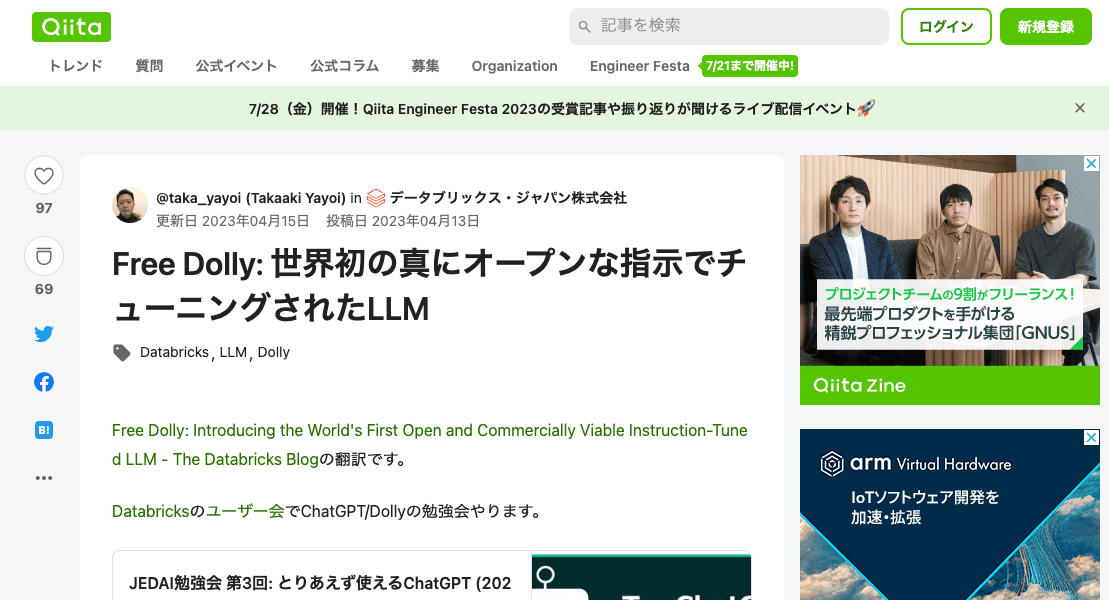 Qiita
記事を検索
ログイン
新規登録
トレンド 質問 公式イベント 公式コラム 募集 Organization Engineer Festa 7/21まで開催中!
7/28（金）開催！Qiita Engineer Festa 2023の受賞記事や振り返りが聞けるライブ配信イベント🚀
97
69
B!
@taka_yayoi (Takaaki Yayoi) in データブリックス・ジャパン株式会社
更新日 2023年04月15日 投稿日 2023年04月13日
Free Dolly: 世界初の真にオープンな指示でチ
ューニングされたLLM
Databricks, LLM, Dolly
Free Dolly: Introducing the World's First Open and Commercially Viable Instruction-Tune
d LLM - The Databricks Blogの翻訳です。
Databricksのユーザー会でChatGPT/Dollyの勉強会やります。
JEDAI勉強会 第3回: とりあえず使えるChatGPT (202
プロジェクトチームの9割がフリーランス！
最先端プロダクトを手がける
精鋭プロフェッショナル集団「GNUS」
Qiita Zine
arm Virtual Hardware
IoTソフトウェア開発を
加速・拡張